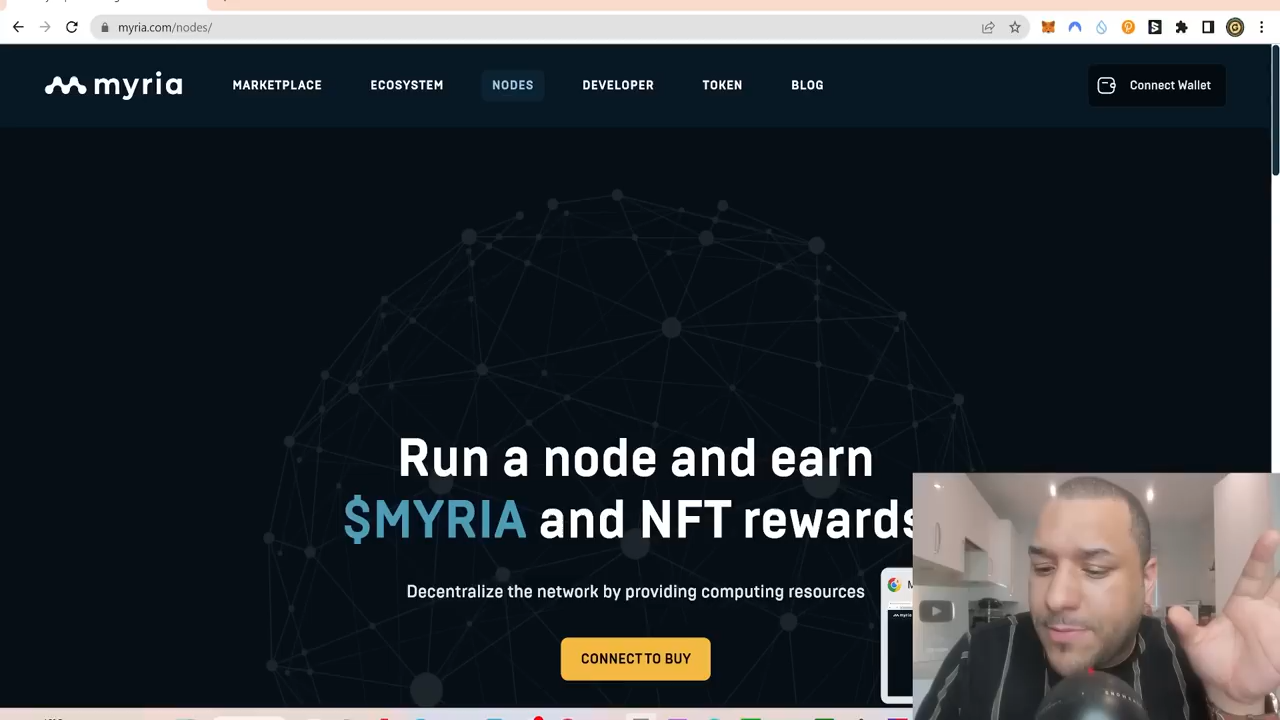 myria.com/nodes/
myria
MARKETPLACE
ECOSYSTEM
NODES
DEVELOPER
TOKEN
BLOG
Connect Wallet
Run a node and earn
$MYRIA and NFT rewards
Decentralize the network by providing computing resources
CONNECT TO BUY